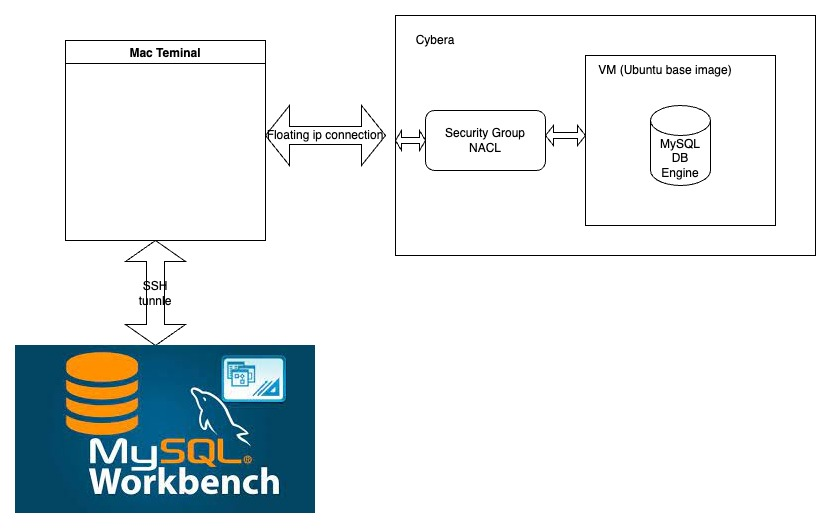 Cybera
Mac Teminal
VM (Ubuntu base image)
Floating ip connection
Security Group
NACL
MySQL
DB
Engine
SSH
tunnle
MySQL®
Workbench